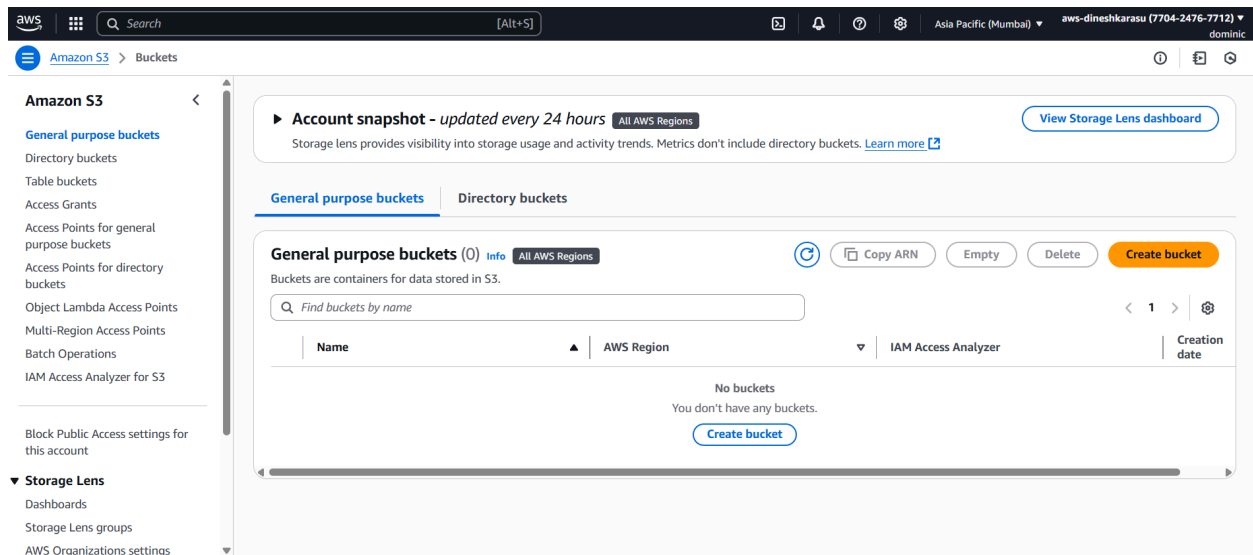 aws
Search
[Alt+S]
Asia Pacific (Mumbai) ▼
aws-dineshkarasu (7704-2476-7712) ▼
dominic
Amazon S3 > Buckets
Amazon S3
General purpose buckets
Directory buckets
Table buckets
Access Grants
Access Points for general
purpose buckets
Access Points for directory
buckets
Object Lambda Access Points
Multi-Region Access Points
Batch Operations
IAM Access Analyzer for S3
Block Public Access settings for
this account
Storage Lens
Dashboards
Storage Lens groups
AWS Organizations settings
Account snapshot - updated every 24 hours All AWS Regions
View Storage Lens dashboard
Storage lens provides visibility into storage usage and activity trends. Metrics don't include directory buckets. Learn more
General purpose buckets
Directory buckets
General purpose buckets (0) Info All AWS Regions
Copy ARN
Empty
Delete
Create bucket
Buckets are containers for data stored in S3.
Find buckets by name
1
Name
AWS Region
IAM Access Analyzer
Creation
date
No buckets
You don't have any buckets.
Create bucket